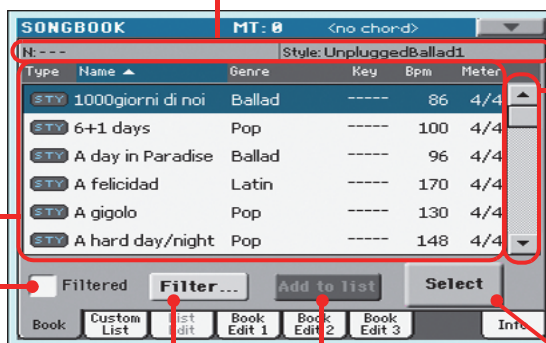 SONGBOOK MT: 0 <no chord>
N: --- Style: UnpluggedBallad1
Type Name Genre Key Bpm Meter
STY 1000giorni di noi Ballad ----- 86 4/4
STY 6+1 days Pop ----- 100 4/4
STY A day in Paradise Ballad ----- 96 4/4
STY A felicidad Latin ----- 170 4/4
STY A gigolo Pop ----- 130 4/4
STY A hard day/night Pop ----- 148 4/4
Filtered Filter... Add to list Select
Book Custom List List Edit Book Edit 1 Book Edit 2 Book Edit 3 Info